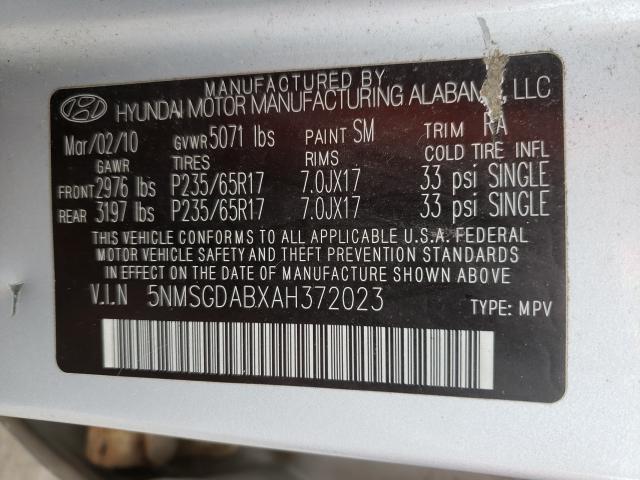 MANUFACTURED BY
HYUNDAI MOTOR MANUFACTURING ALABAMA, LLC
Mar/02/10 GVWR 5071 lbs PAINT SM TRIM RA
GAWR TIRES RIMS COLD TIRE INFL
FRONT 2976 lbs P235/65R17 7.0JX17 33 psi SINGLE
REAR 3197 lbs P235/65R17 7.0JX17 33 psi SINGLE
THIS VEHICLE CONFORMS TO ALL APPLICABLE U.S.A. FEDERAL
MOTOR VEHICLE SAFETY AND THEFT PREVENTION STANDARDS
IN EFFECT ON THE DATE OF MANUFACTURE SHOWN ABOVE
V.I.N 5NMSGDABXAH372023 TYPE: MPV